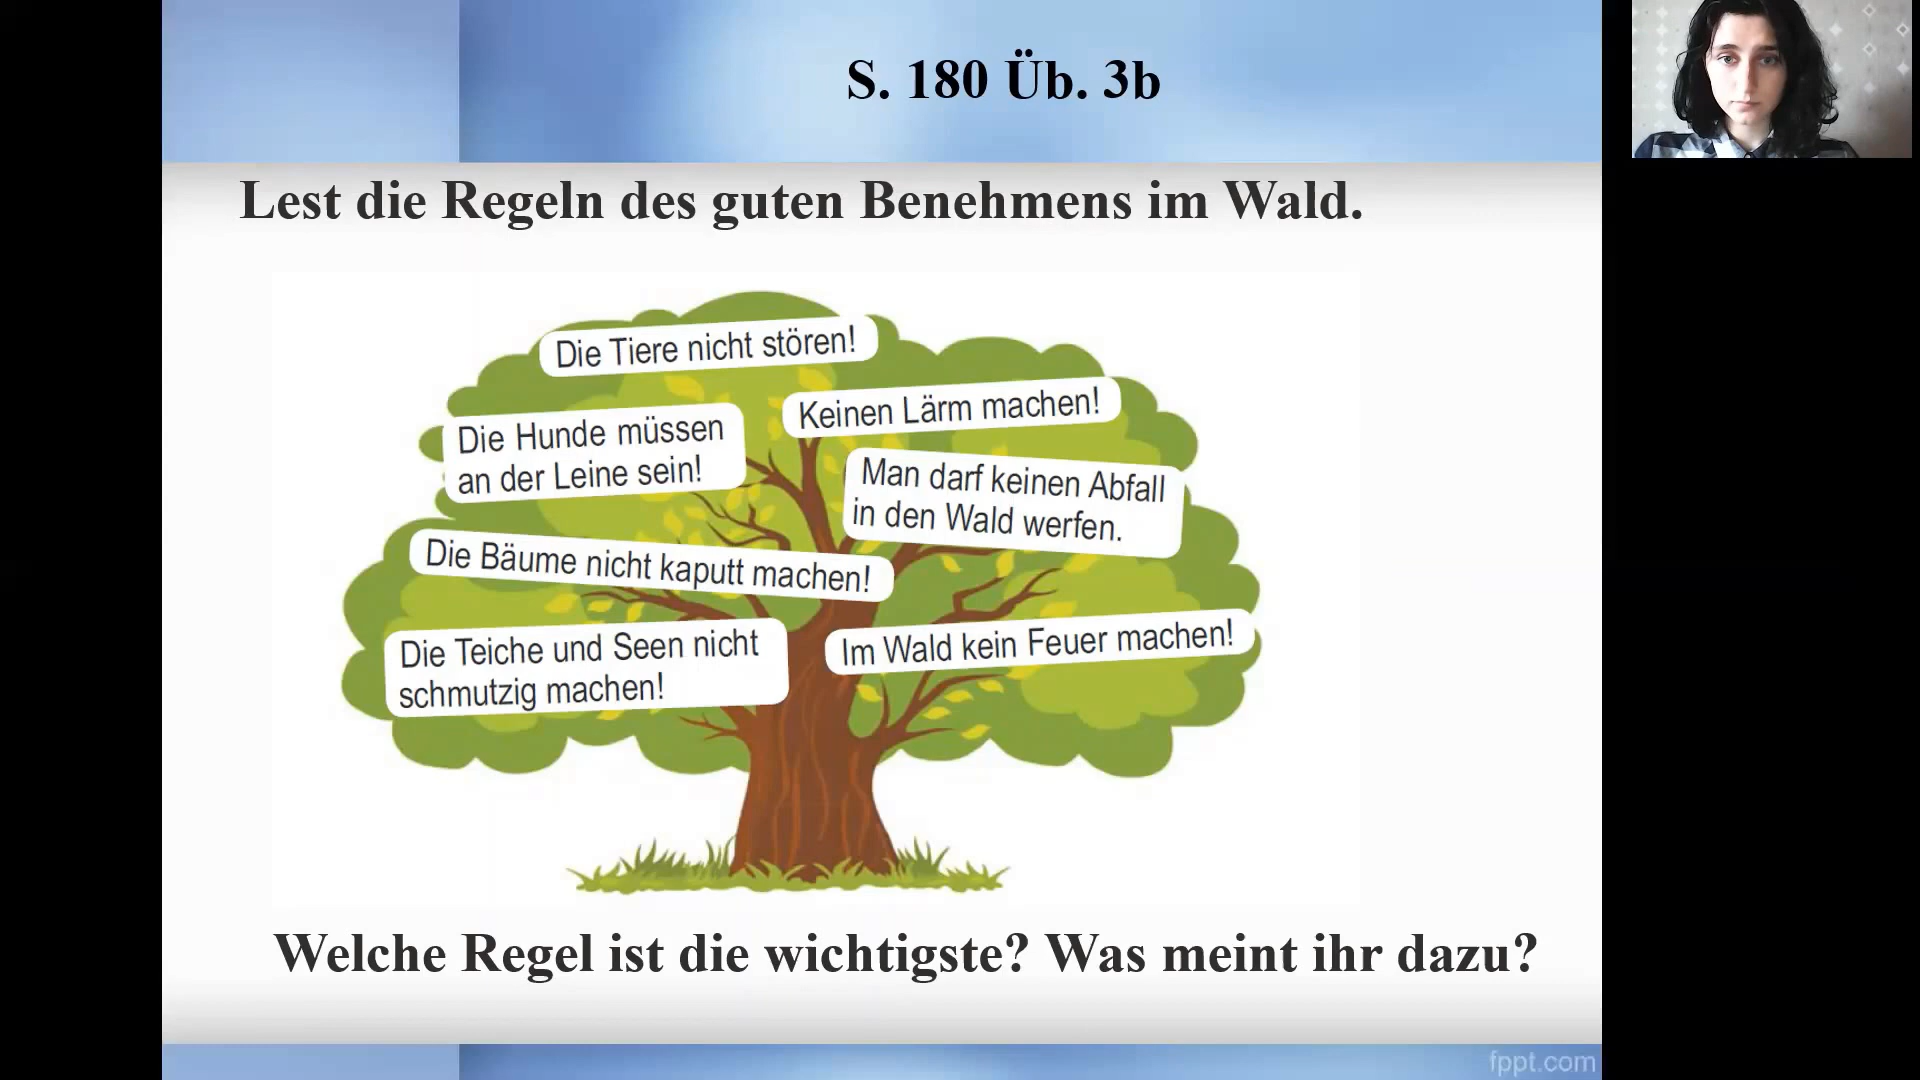 S. 180 Üb. 3b
Lest die Regeln des guten Benehmens im Wald.
Die Tiere nicht stören!
Keinen Lärm machen!
Die Hunde müssen
an der Leine sein!
Man darf keinen Abfall
in den Wald werfen.
Die Bäume nicht kaputt machen!
Die Teiche und Seen nicht
schmutzig machen!
Im Wald kein Feuer machen!
Welche Regel ist die wichtigste? Was meint ihr dazu?
fppt.com